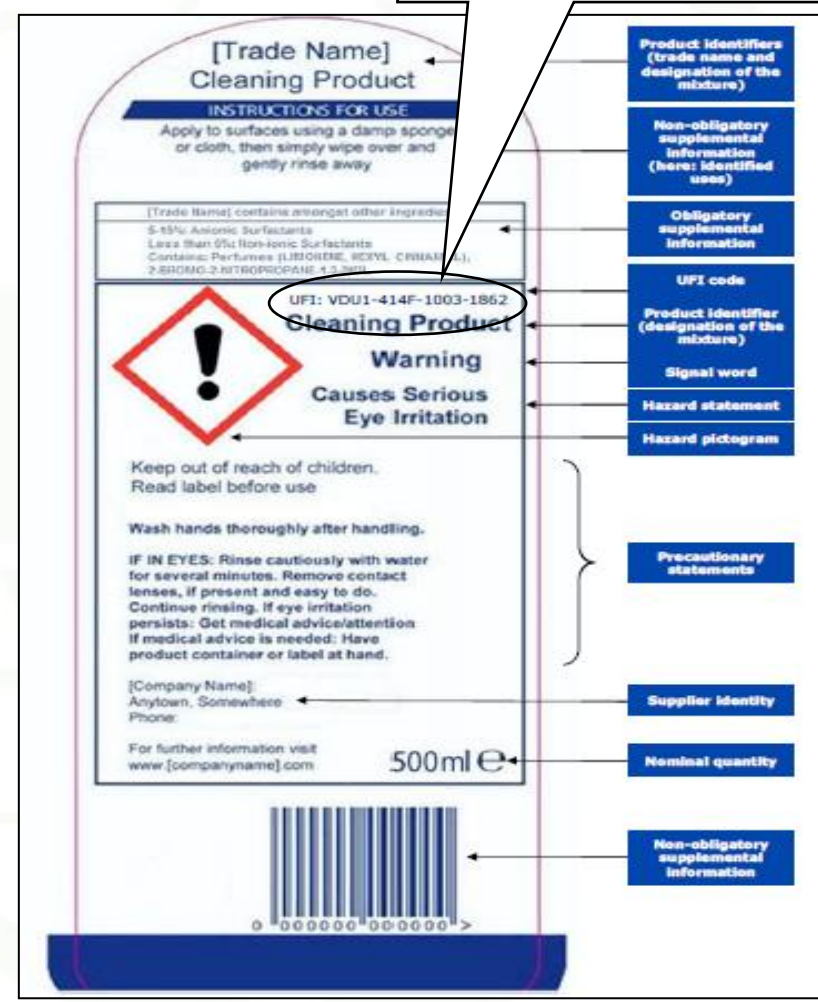 [Trade Name]
Cleaning Product
INSTRUCTIONS FOR USE
Apply to surfaces using a damp sponge
or cloth, then simply wipe over and
gently rinse away
[Trade Name] contains amongst other
5-15% Anionic Surfactants
Less than 5% Non-ionic Surfactants
Contains: Perfumes (LIMONENE, HEXYL
2-BROMO-2-NITROPROPANE-1,3-DIOL
UFI: VDU1-414F-1003-1862
Cleaning Product
Warning
Causes Serious
Eye Irritation
Keep out of reach of children.
Read label before use
Wash hands thoroughly after handling.
IF IN EYES: Rinse cautiously with water
for several minutes. Remove contact
lenses, if present and easy to do.
Continue rinsing. If eye irritation
persists: Get medical advice/attention
If medical advice is needed: Have
product container or label at hand.
[Company Name]:
Anytown, Somewhere
Phone:
For further information visit
www.[companyname].com
500ml ℮
0 000000 000000 >
Product identifiers
(trade name and
designation of the
mixture)
Non-obligatory
supplemental
information
(here: identified
uses)
Obligatory
supplemental
information
UFI code
Product identifier
(designation of the
mixture)
Signal word
Hazard statement
Hazard pictogram
Precautionary
statements
Supplier identity
Nominal quantity
Non-obligatory
supplemental
information